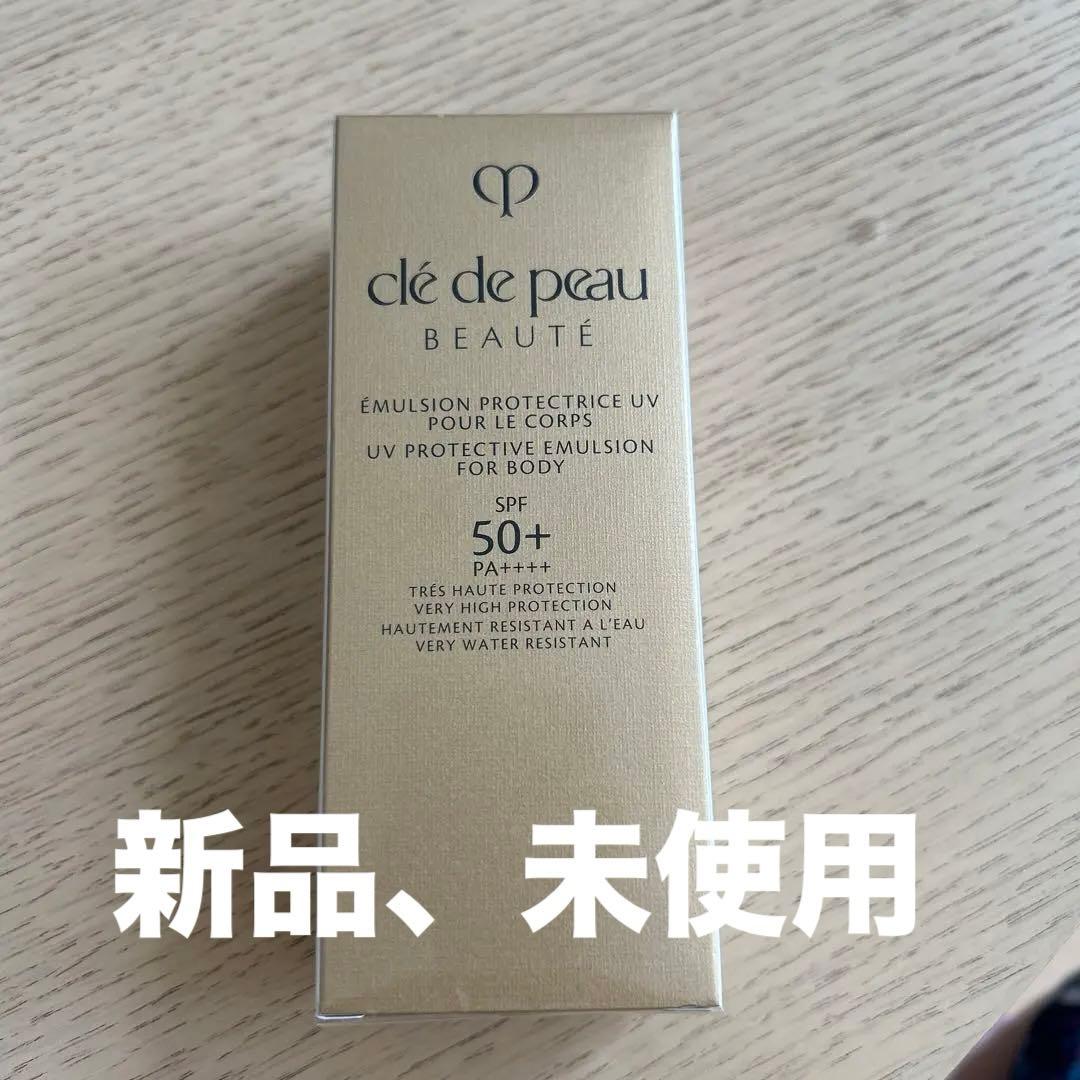 clé de peau
BEAUTÉ
ÉMULSION PROTECTRICE UV
POUR LE CORPS
UV PROTECTIVE EMULSION
FOR BODY
SPF
50+
PA++++
TRÉS HAUTE PROTECTION
VERY HIGH PROTECTION
HAUTEMENT RESISTANT A L'EAU
VERY WATER RESISTANT
新品、未使用